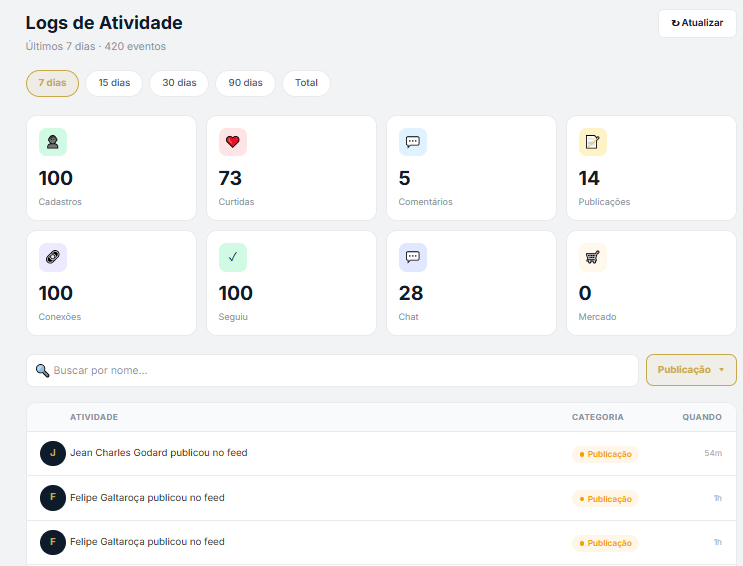 Logs de Atividade
↻ Atualizar
Últimos 7 dias · 420 eventos
7 dias 15 dias 30 dias 90 dias Total
100 73 5 14
Cadastros Curtidas Comentários Publicações
100 100 28 0
Conexões Seguiu Chat Mercado
Buscar por nome... Publicação
ATIVIDADE CATEGORIA QUANDO
J Jean Charles Godard publicou no feed Publicação 54m
F Felipe Galtaroça publicou no feed Publicação 1h
F Felipe Galtaroça publicou no feed Publicação 1h